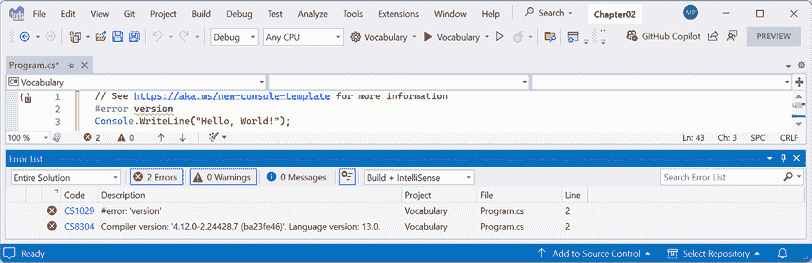 File Edit View Git Project Build Debug Test Analyze Tools Extensions Window Help Search Chapter02 MP
Debug Any CPU Vocabulary Vocabulary GitHub Copilot PREVIEW
Program.cs*
Vocabulary
1 // See https://aka.ms/new-console-template for more information
2 #error version
3 Console.WriteLine("Hello, World!");
100 % 2 0 Ln: 43 Ch: 3 SPC CRLF
Error List
Entire Solution 2 Errors 0 Warnings 0 Messages Build + IntelliSense Search Error List
Code Description Project File Line
CS1029 #error: 'version' Vocabulary Program.cs 2
CS8304 Compiler version: '4.12.0-2.24428.7 (ba23fe46)'. Language version: 13.0. Vocabulary Program.cs 2
Ready Add to Source Control Select Repository